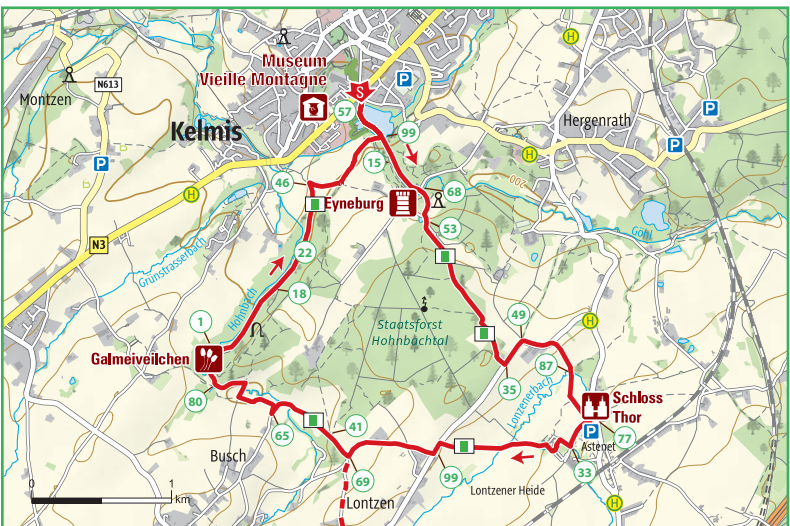 Museum
Vieille Montagne
S
P
H
N613
Montzen
P
57
P
Kelmis
99
Hergenrath
P
15
H
46
68
200
H
Eyneburg
53
Göhl
N3
Grünstrasserbach
22
18
Hohnbach
1
Staatsforst
Hohnbachtal
49
H
Galmeiveilchen
87
35
80
Lonzenerbach
Schloss
Thor
41
65
P
77
Astenet
Busch
69
99
33
Lontzener Heide
0
1
km
Lontzen
H